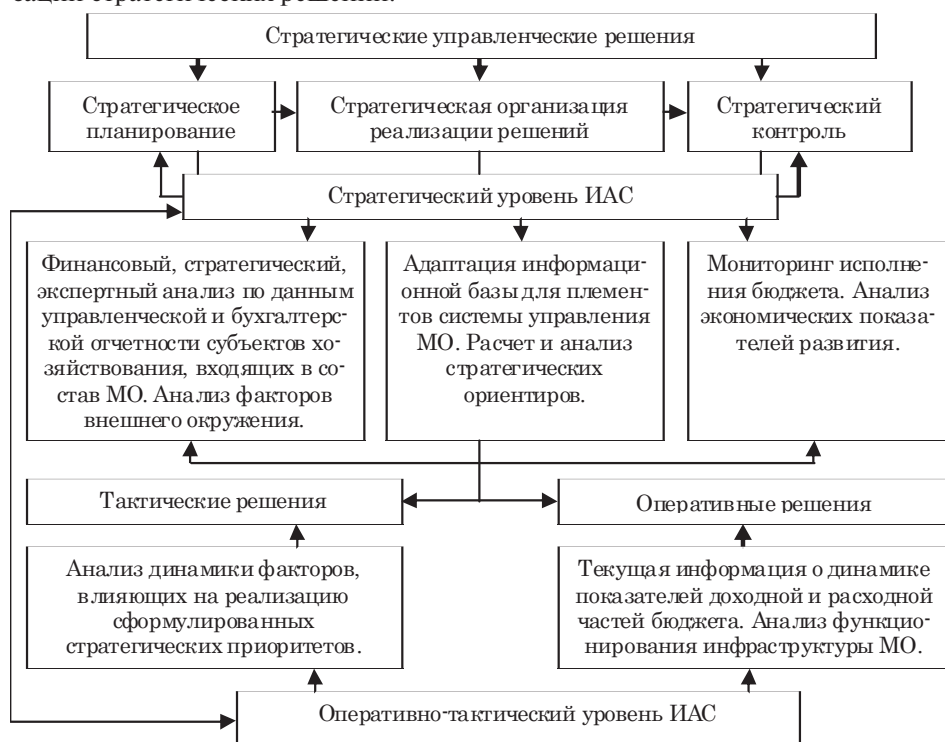 Стратегические управленческие решения
Стратегическое
планирование
Стратегическая организация
реализации решений
Стратегический
контроль
Стратегический уровень ИАС
Финансовый, стратегический,
экспертный анализ по данным
управленческой и бухгалтерс-
кой отчетности субъектов хо-
зяйствования, входящих в со-
став МО. Анализ факторов
внешнего окружения.
Адаптация информаци-
онной базы для племен-
тов системы управления
МО. Расчет и анализ
стратегических
ориентиров.
Мониторинг исполне-
ния бюджета. Анализ
экономических показа-
телей развития.
Тактические решения
Оперативные решения
Анализ динамики факторов,
влияющих на реализацию
сформулированных
стратегических приоритетов.
Текущая информация о динамике
показателей доходной и расходной
частей бюджета. Анализ функцио-
нирования инфраструктуры МО.
Оперативно-тактический уровень ИАС